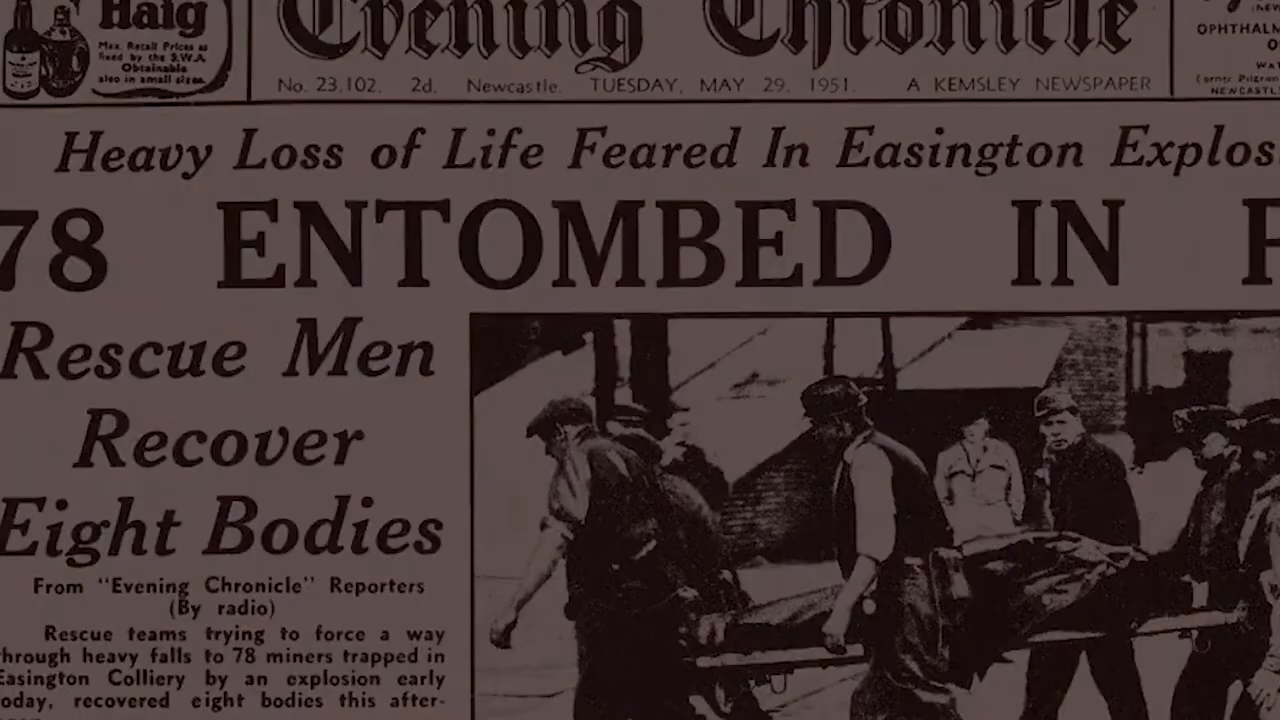 Haig
Max. Retail Prices as
fixed by the S.W.A.
Obtainable
also in small sizes.
Evening Chronicle
No. 23,102. 2d. Newcastle. TUESDAY, MAY 29, 1951. A KEMSLEY NEWSPAPER
OPHTHALM
NEWCASTL
Heavy Loss of Life Feared In Easington Explos
78 ENTOMBED IN
Rescue Men
Recover
Eight Bodies
From "Evening Chronicle" Reporters
(By radio)
Rescue teams trying to force a way
through heavy falls to 78 miners trapped in
Easington Colliery by an explosion early
today, recovered eight bodies this after-